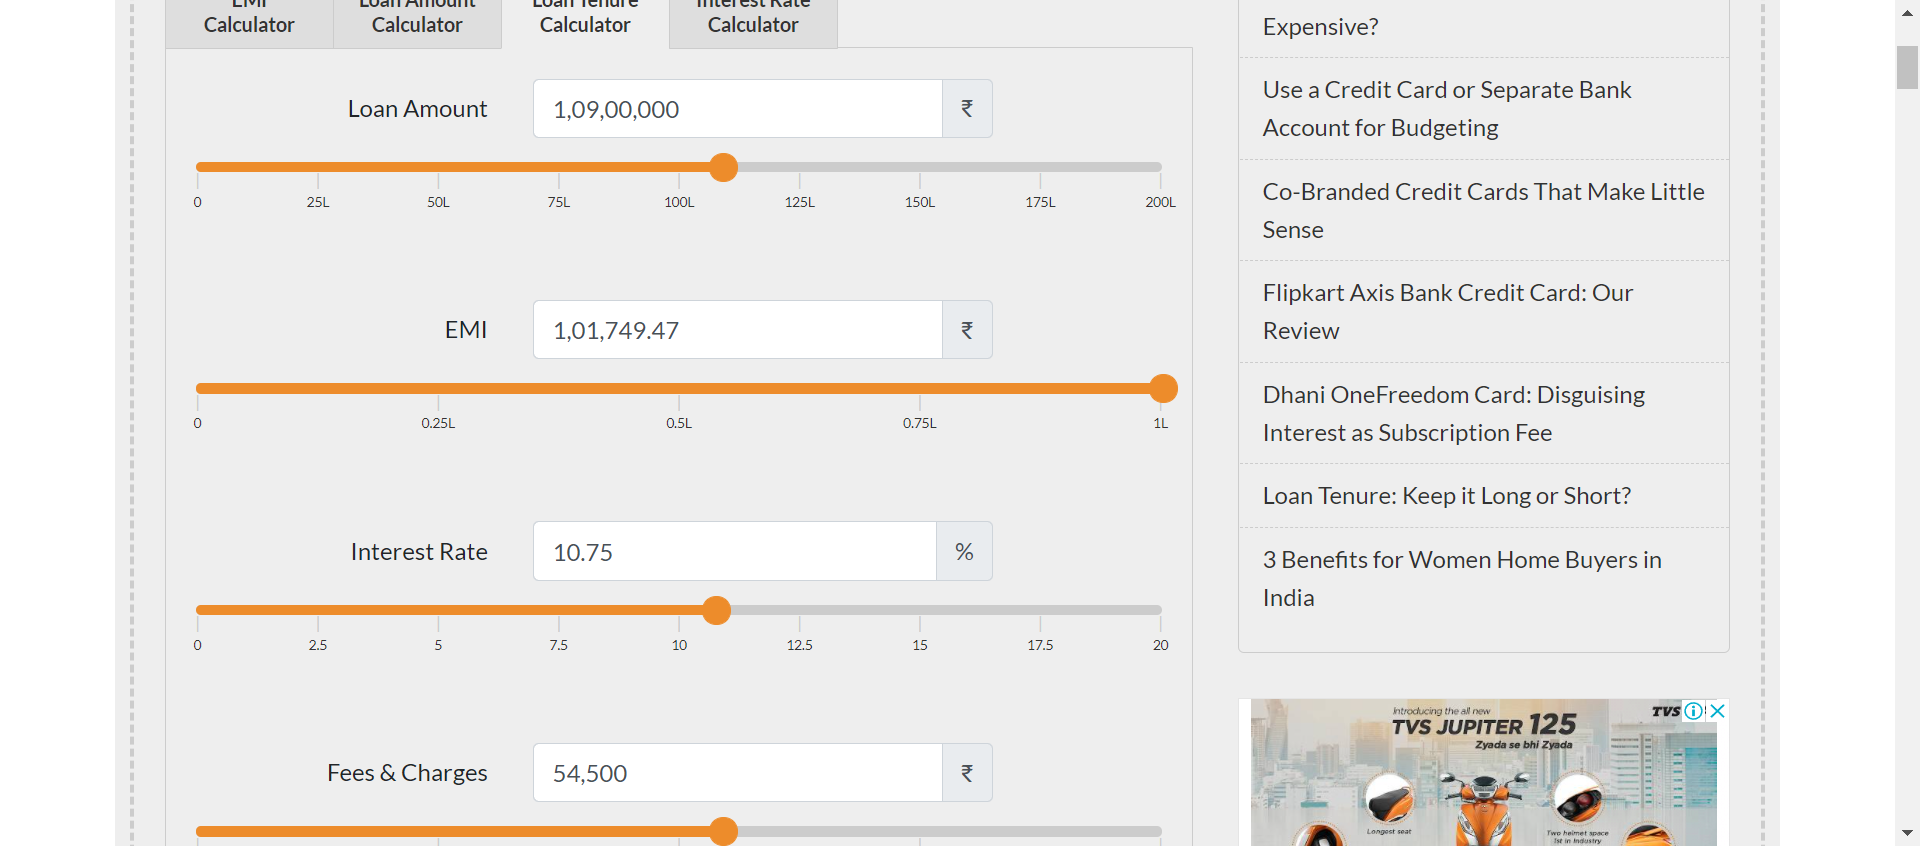 EMI
Calculator
Loan Amount
Calculator
Loan Tenure
Calculator
Interest Rate
Calculator
Loan Amount
1,09,00,000
₹
0 25L 50L 75L 100L 125L 150L 175L 200L
EMI
1,01,749.47
₹
0 0.25L 0.5L 0.75L 1L
Interest Rate
10.75
%
0 2.5 5 7.5 10 12.5 15 17.5 20
Fees & Charges
54,500
₹
Expensive?
Use a Credit Card or Separate Bank
Account for Budgeting
Co-Branded Credit Cards That Make Little
Sense
Flipkart Axis Bank Credit Card: Our
Review
Dhani OneFreedom Card: Disguising
Interest as Subscription Fee
Loan Tenure: Keep it Long or Short?
3 Benefits for Women Home Buyers in
India
Introducing the all new
TVS JUPITER 125
Zyada se bhi Zyada
TVS
Longest seat
Two helmet space
1st in Industry